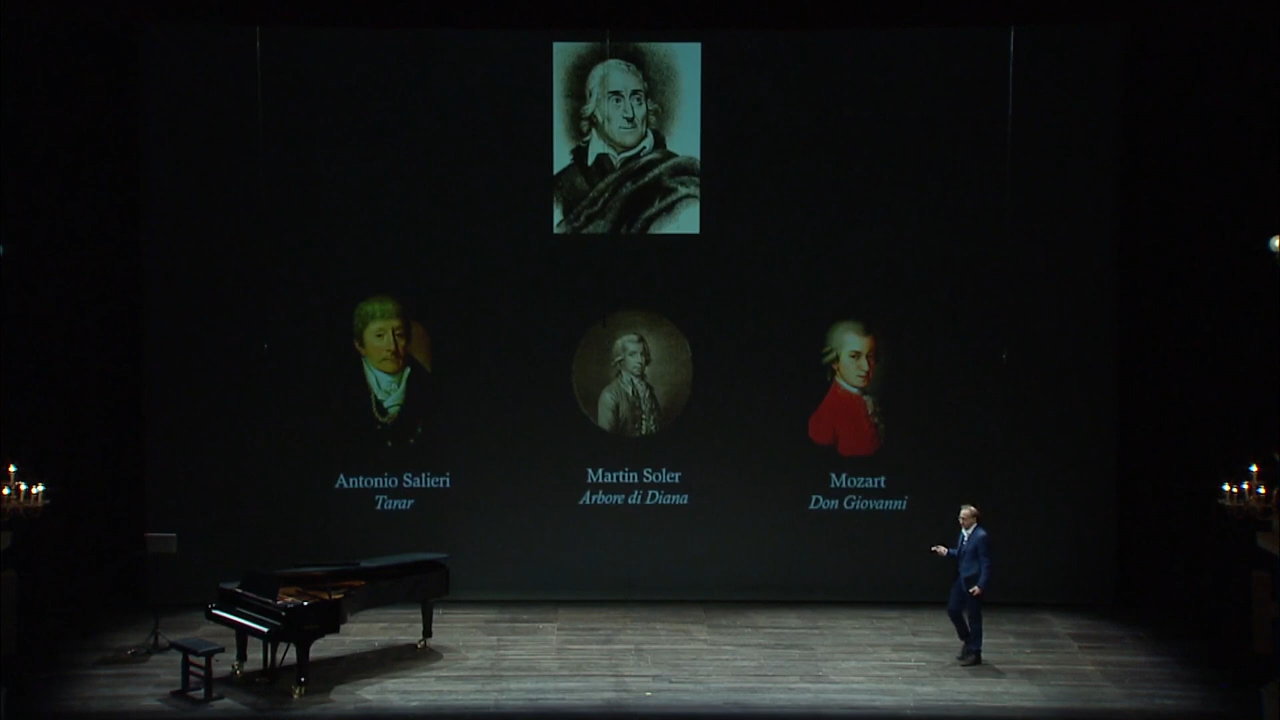 Antonio Salieri
Tarar
Martin Soler
Arbore di Diana
Mozart
Don Giovanni